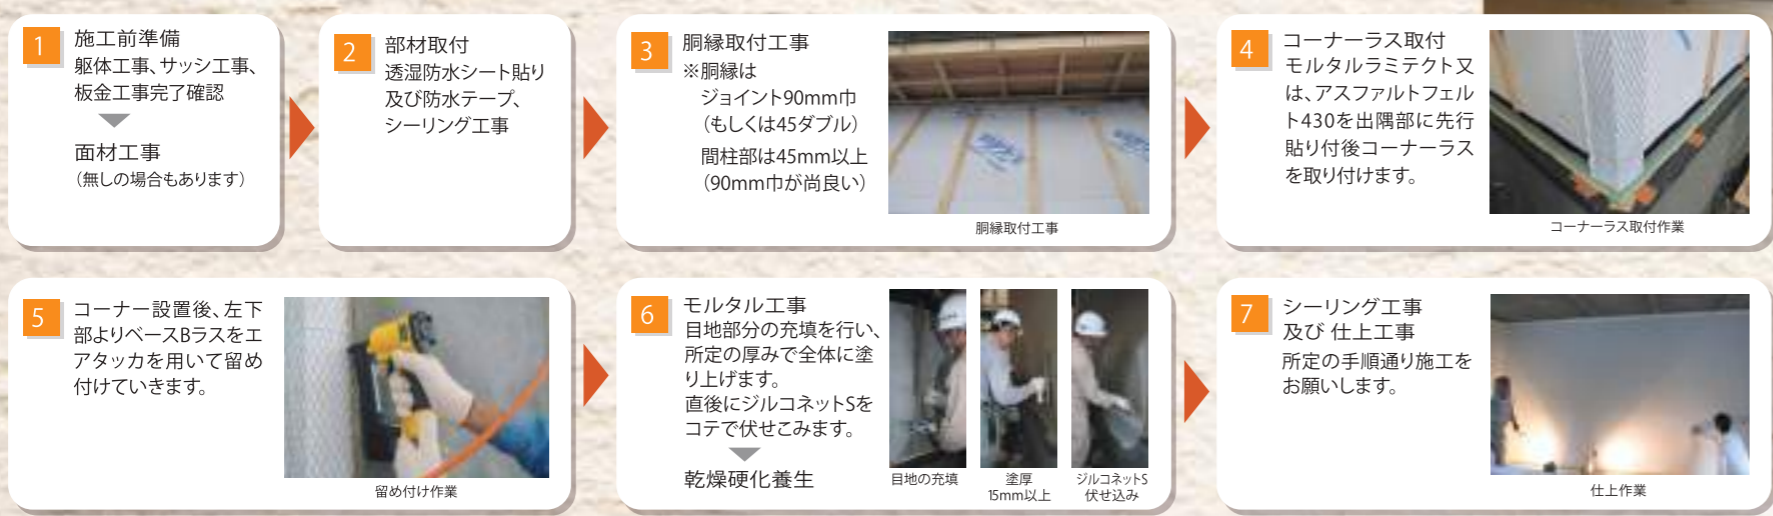 1
施工前準備
躯体工事、サッシ工事、
板金工事完了確認
面材工事
（無しの場合もあります）
2
部材取付
透湿防水シート貼り
及び防水テープ、
シーリング工事
3
胴縁取付工事
※胴縁は
ジョイント90mm巾
（もしくは45ダブル）
間柱部は45mm以上
（90mm巾が尚良い）
胴縁取付工事
4
コーナーラス取付
モルタルラミテクト又
は、アスファルトフェル
ト430を出隅部に先行
貼り付後コーナーラス
を取り付けます。
コーナーラス取付作業
5
コーナー設置後、左下
部よりベースBラスをエ
アタッカを用いて留め
付けていきます。
留め付け作業
6
モルタル工事
目地部分の充填を行い、
所定の厚みで全体に塗
り上げます。
直後にジルコネットSを
コテで伏せこみます。
乾燥硬化養生
目地の充填
塗厚
15mm以上
ジルコネットS
伏せ込み
7
シーリング工事
及び 仕上工事
所定の手順通り施工を
お願いします。
仕上作業